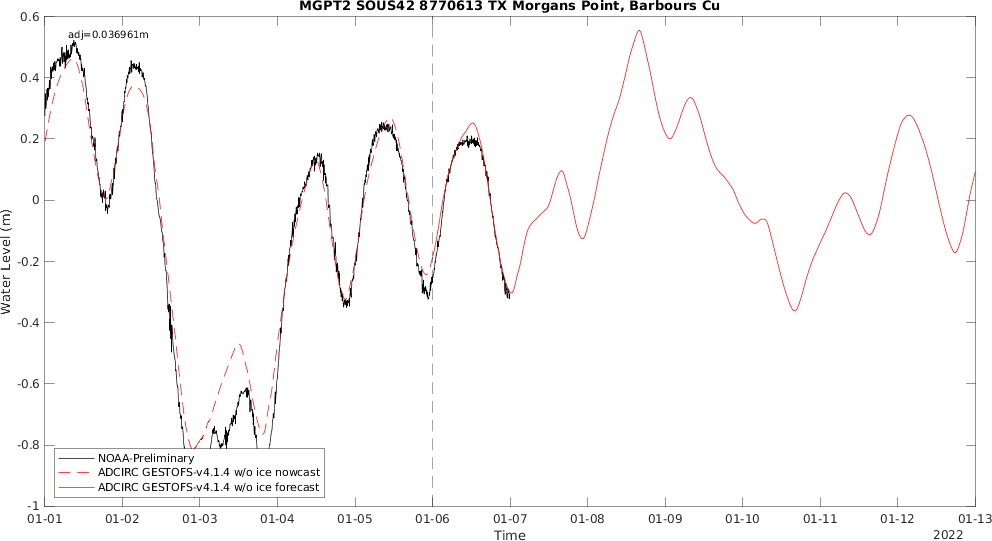 MGPT2 SOUS42 8770613 TX Morgans Point, Barbours Cu
adj=0.036961m
0.6
0.4
0.2
0
-0.2
-0.4
-0.6
-0.8
-1
Water Level (m)
NOAA-Preliminary
ADCIRC GESTOFS-v4.1.4 w/o ice nowcast
ADCIRC GESTOFS-v4.1.4 w/o ice forecast
01-01 01-02 01-03 01-04 01-05 01-06 01-07 01-08 01-09 01-10 01-11 01-12 01-13
Time
2022